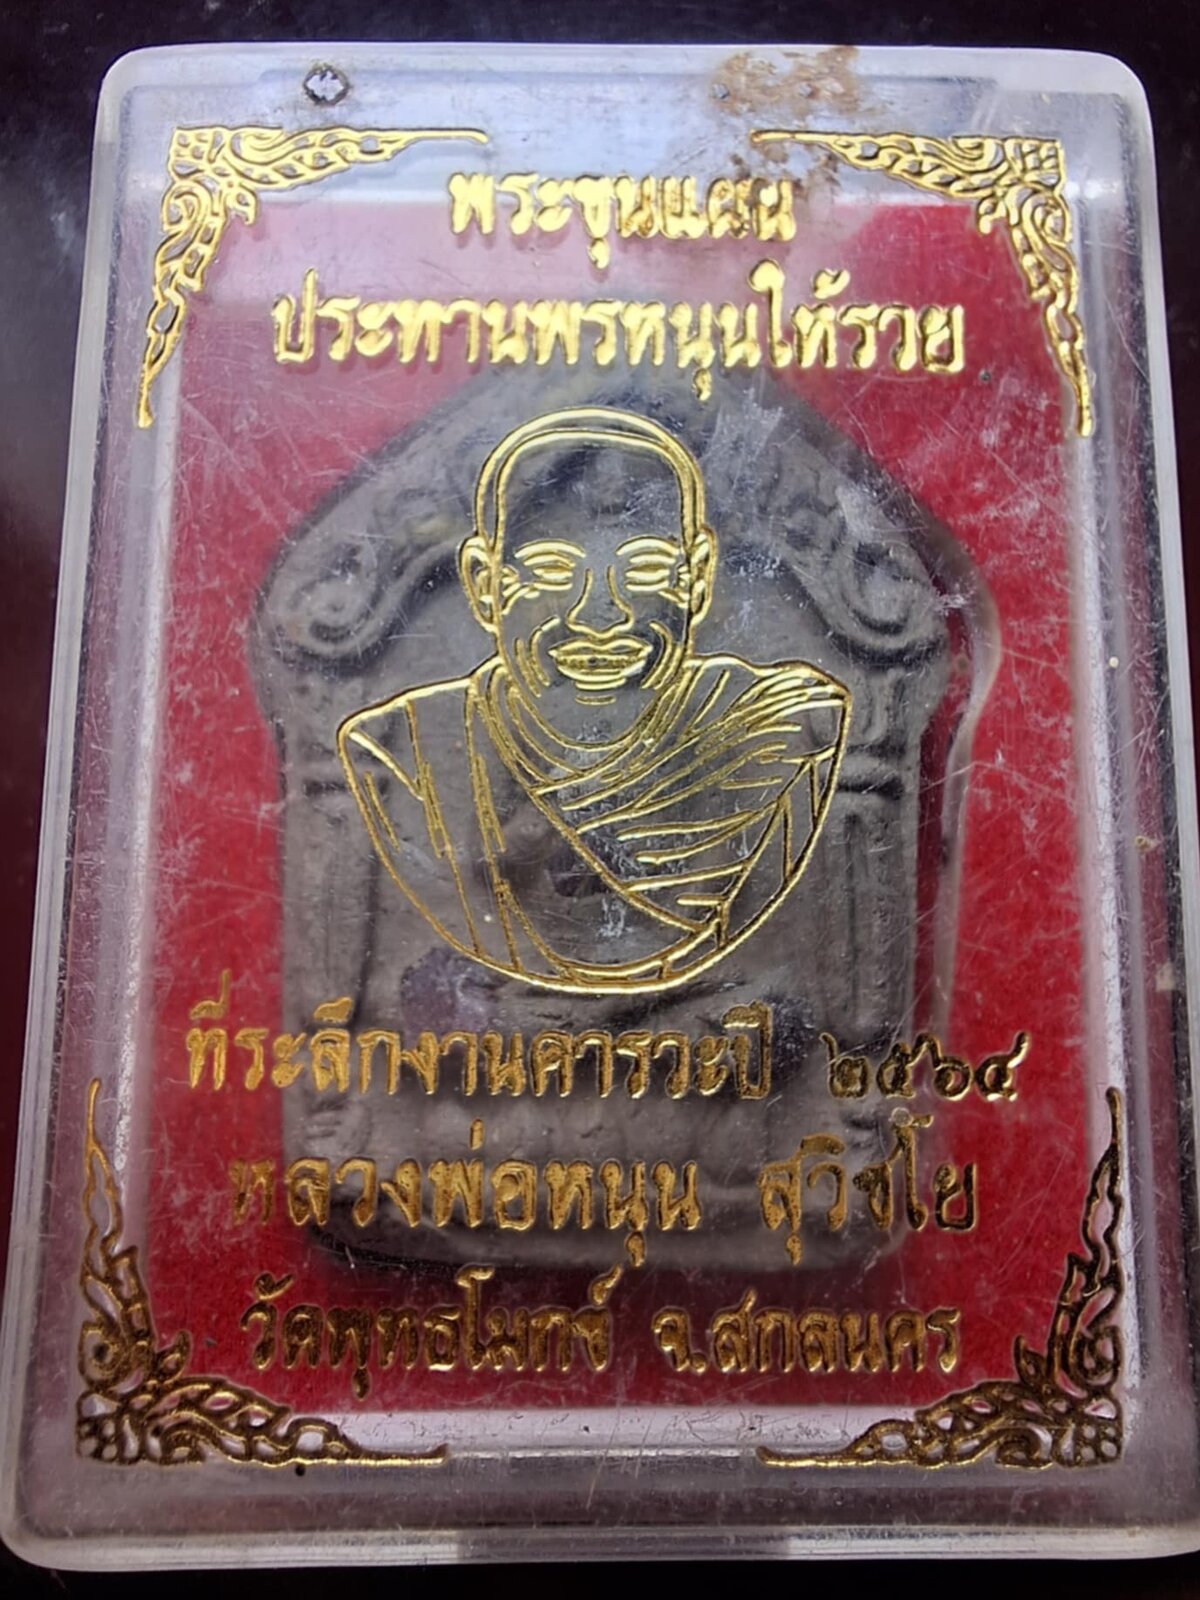 พระขุนแผน
ประทานพรหนุนให้รวย
ที่ระลึกงานคารวะปี ๒๕๖๔
หลวงพ่อหนุน สุวิชโย
วัดพุทธโมกข์ จ.สกลนคร